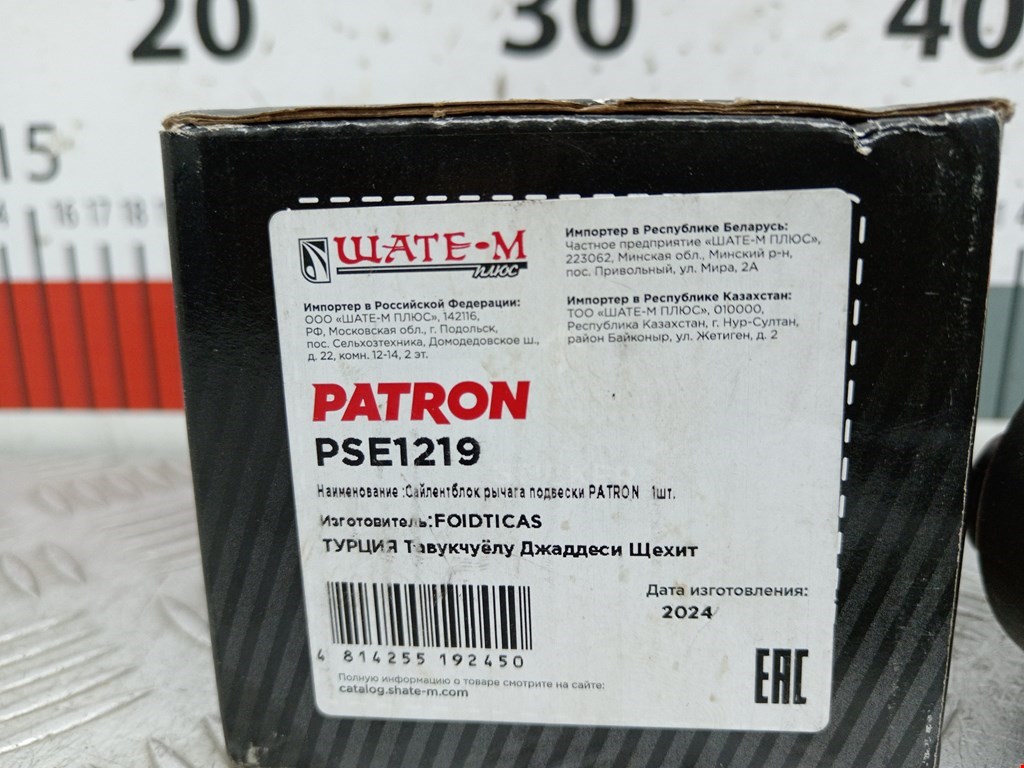 20 30 40
15
16 17 18
ШАТЕ-М
плюс
Импортер в Российской Федерации:
ООО «ШАТЕ-М ПЛЮС», 142116,
РФ, Московская обл., г. Подольск,
пос. Сельхозтехника, Домодедовское ш.,
д. 22, комн. 12-14, 2 эт.
Импортер в Республике Беларусь:
Частное предприятие «ШАТЕ-М ПЛЮС»,
223062, Минская обл., Минский р-н,
пос. Привольный, ул. Мира, 2А
Импортер в Республике Казахстан:
ТОО «ШАТЕ-М ПЛЮС», 010000,
Республика Казахстан, г. Нур-Султан,
район Байконыр, ул. Жетиген, д. 2
PATRON
PSE1219
Наименование :Сайлентблок рычага подвески PATRON 1шт.
Изготовитель:FOIDTICAS
ТУРЦИЯ Тавукчуёлу Джаддеси Щехит
4 814255 192450
Дата изготовления:
2024
Полную информацию о товаре смотрите на сайте:
catalog.shate-m.com
EAC